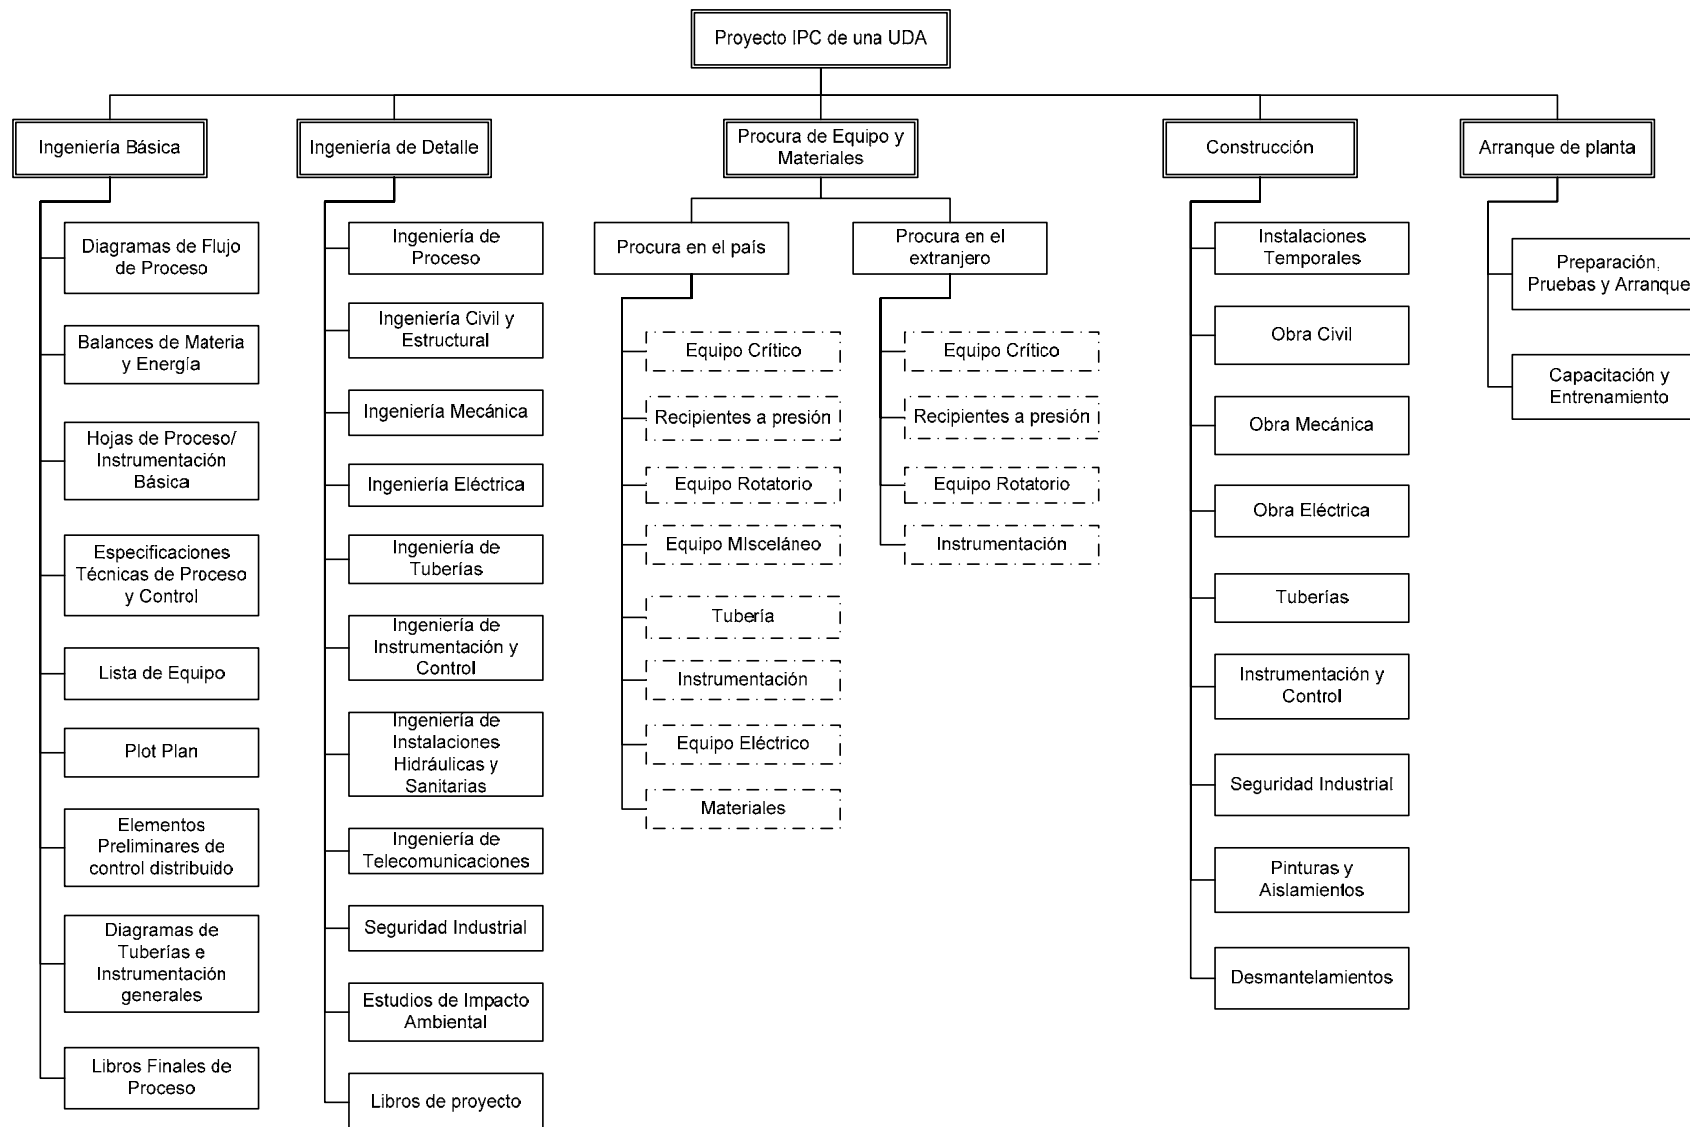 Proyecto IPC de una UDA
Ingeniería Básica
Diagramas de Flujo
de Proceso
Balances de Materia
y Energía
Hojas de Proceso/
Instrumentación
Básica
Especificaciones
Técnicas de Proceso
y Control
Lista de Equipo
Plot Plan
Elementos
Preliminares de
control distribuido
Diagramas de
Tuberías e
Instrumentación
generales
Libros Finales de
Proceso
Ingeniería de Detalle
Ingeniería de
Proceso
Ingeniería Civil y
Estructural
Ingeniería Mecánica
Ingeniería Eléctrica
Ingeniería de
Tuberías
Ingeniería de
Instrumentación y
Control
Ingeniería de
Instalaciones
Hidráulicas y
Sanitarias
Ingeniería de
Telecomunicaciones
Seguridad Industrial
Estudios de Impacto
Ambiental
Libros de proyecto
Procura de Equipo y
Materiales
Procura en el país
Equipo Crítico
Recipientes a presión
Equipo Rotatorio
Equipo MIsceláneo
Tubería
Instrumentación
Equipo Eléctrico
Materiales
Procura en el
extranjero
Equipo Crítico
Recipientes a presión
Equipo Rotatorio
Instrumentación
Construcción
Instalaciones
Temporales
Obra Civil
Obra Mecánica
Obra Eléctrica
Tuberías
Instrumentación y
Control
Seguridad Industrial
Pinturas y
Aislamientos
Desmantelamientos
Arranque de planta
Preparación,
Pruebas y Arranque
Capacitación y
Entrenamiento